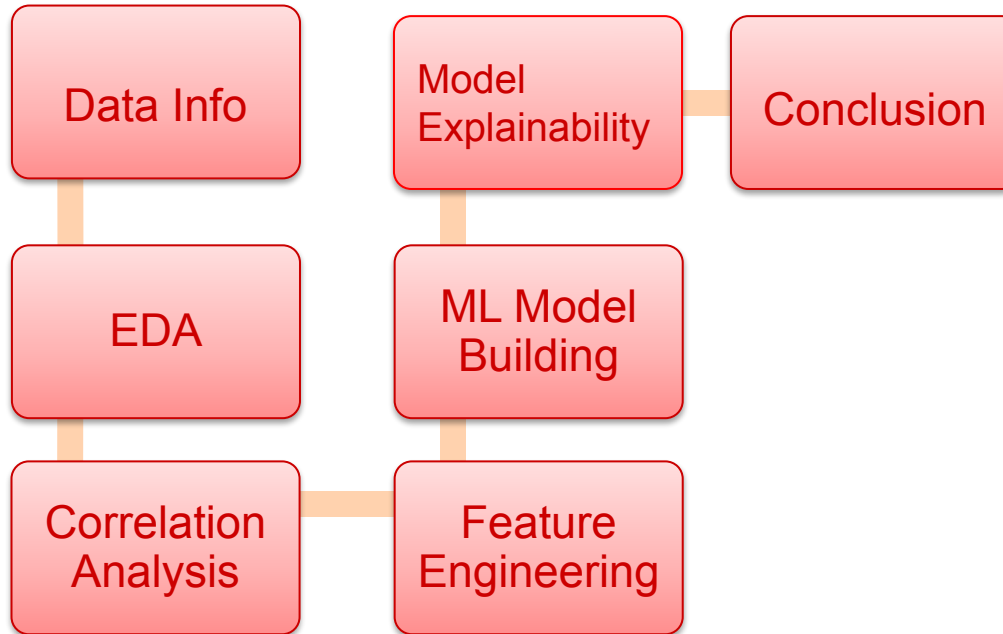 Data Info
EDA
Correlation
Analysis
Feature
Engineering
ML Model
Building
Model
Explainability
Conclusion